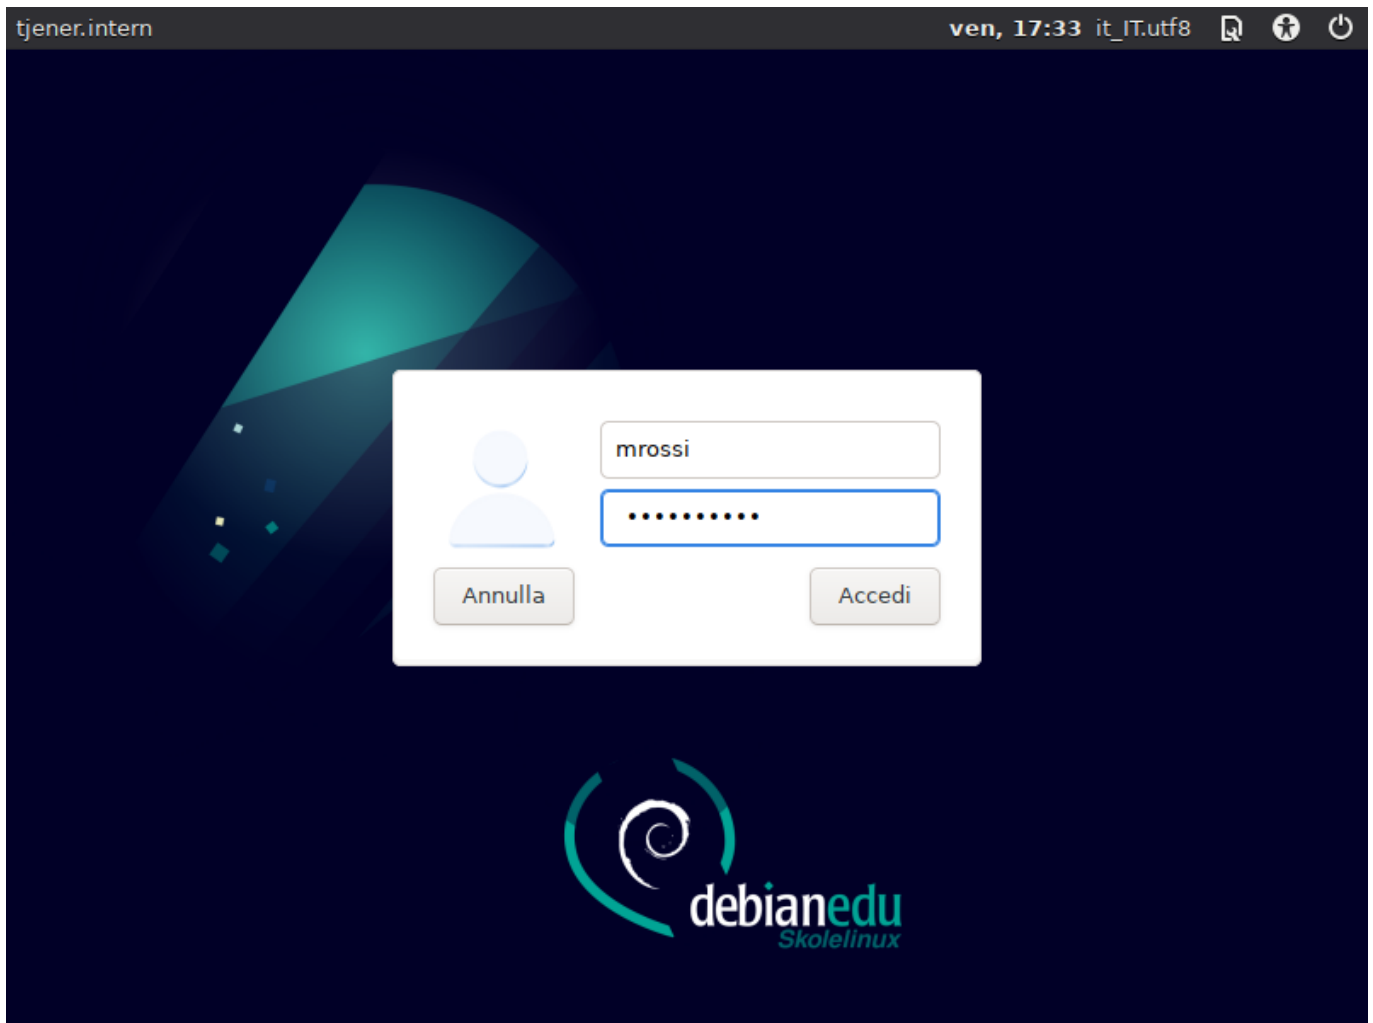 tjener.intern
ven, 17:33 it_IT.utf8
mrossi
••••••••••
Annulla
Accedi
debianedu
Skolelinux